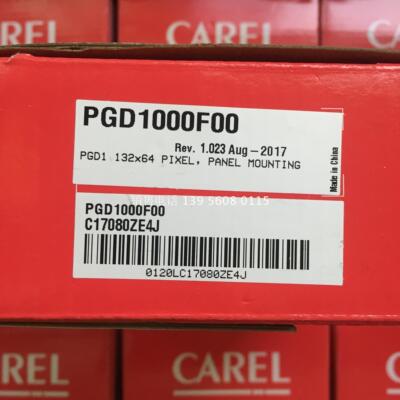 CAREL
CAREL
PGD1000F00
Rev. 1.023 Aug-2017
PGD1 132x64 PIXEL, PANEL MOUNTING
Made in China
139 5608 0115
PGD1000F00
C17080ZE4J
0120LC17080ZE4J
CAREL
CAREL